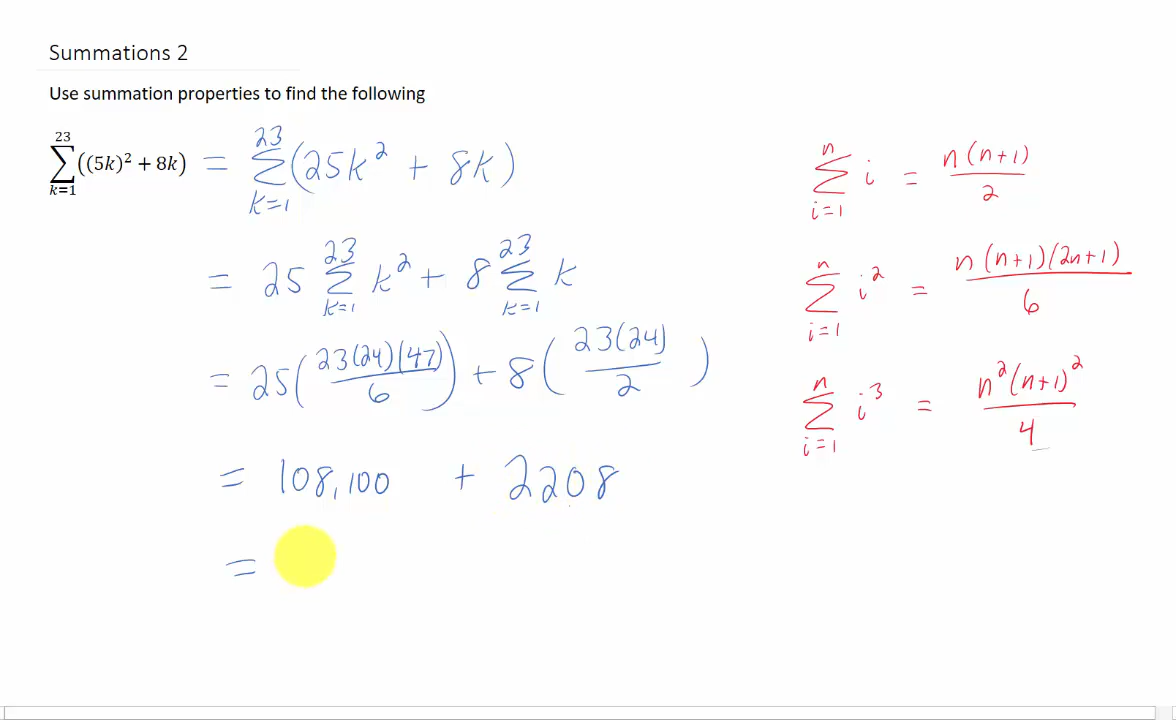 Summations 2
Use summation properties to find the following
23
∑ ((5k)² + 8k)
k=1
= 23
∑ (25k² + 8k)
k=1
= 25 23
∑ k²
k=1
+ 8 23
∑ k
k=1
= 25(23(24)(47)/6) + 8(23(24)/2)
= 108,100 + 2208
=
n
∑ i = n(n+1)/2
i=1
n
∑ i² = n(n+1)(2n+1)/6
i=1
n
∑ i³ = n²(n+1)²/4
i=1